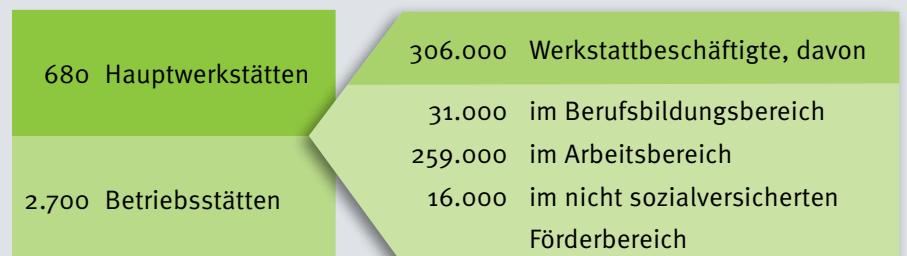 680 Hauptwerkstätten
2.700 Betriebsstätten
306.000 Werkstattbeschäftigte, davon
31.000 im Berufsbildungsbereich
259.000 im Arbeitsbereich
16.000 im nicht sozialversicherten
Förderbereich